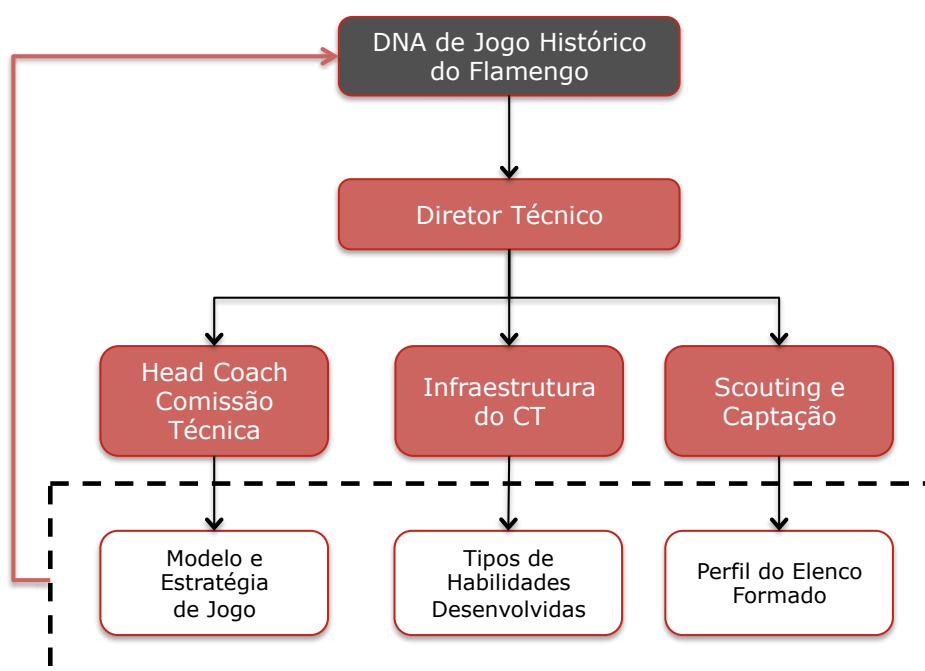 DNA de Jogo Histórico
do Flamengo
Diretor Técnico
Head Coach
Comissão
Técnica
Infraestrutura
do CT
Scouting e
Captação
Modelo e
Estratégia
de Jogo
Tipos de
Habilidades
Desenvolvidas
Perfil do Elenco
Formado